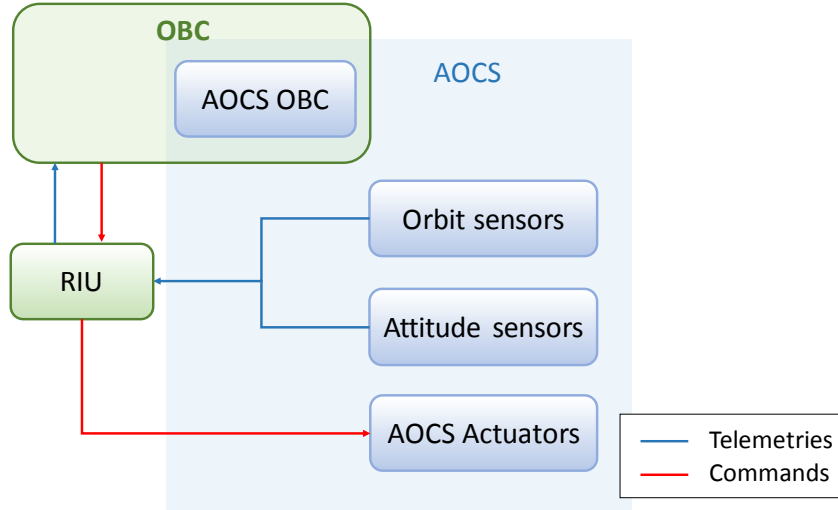 OBC
AOCS
AOCS OBC
Orbit sensors
RIU
Attitude sensors
AOCS Actuators
Telemetries
Commands